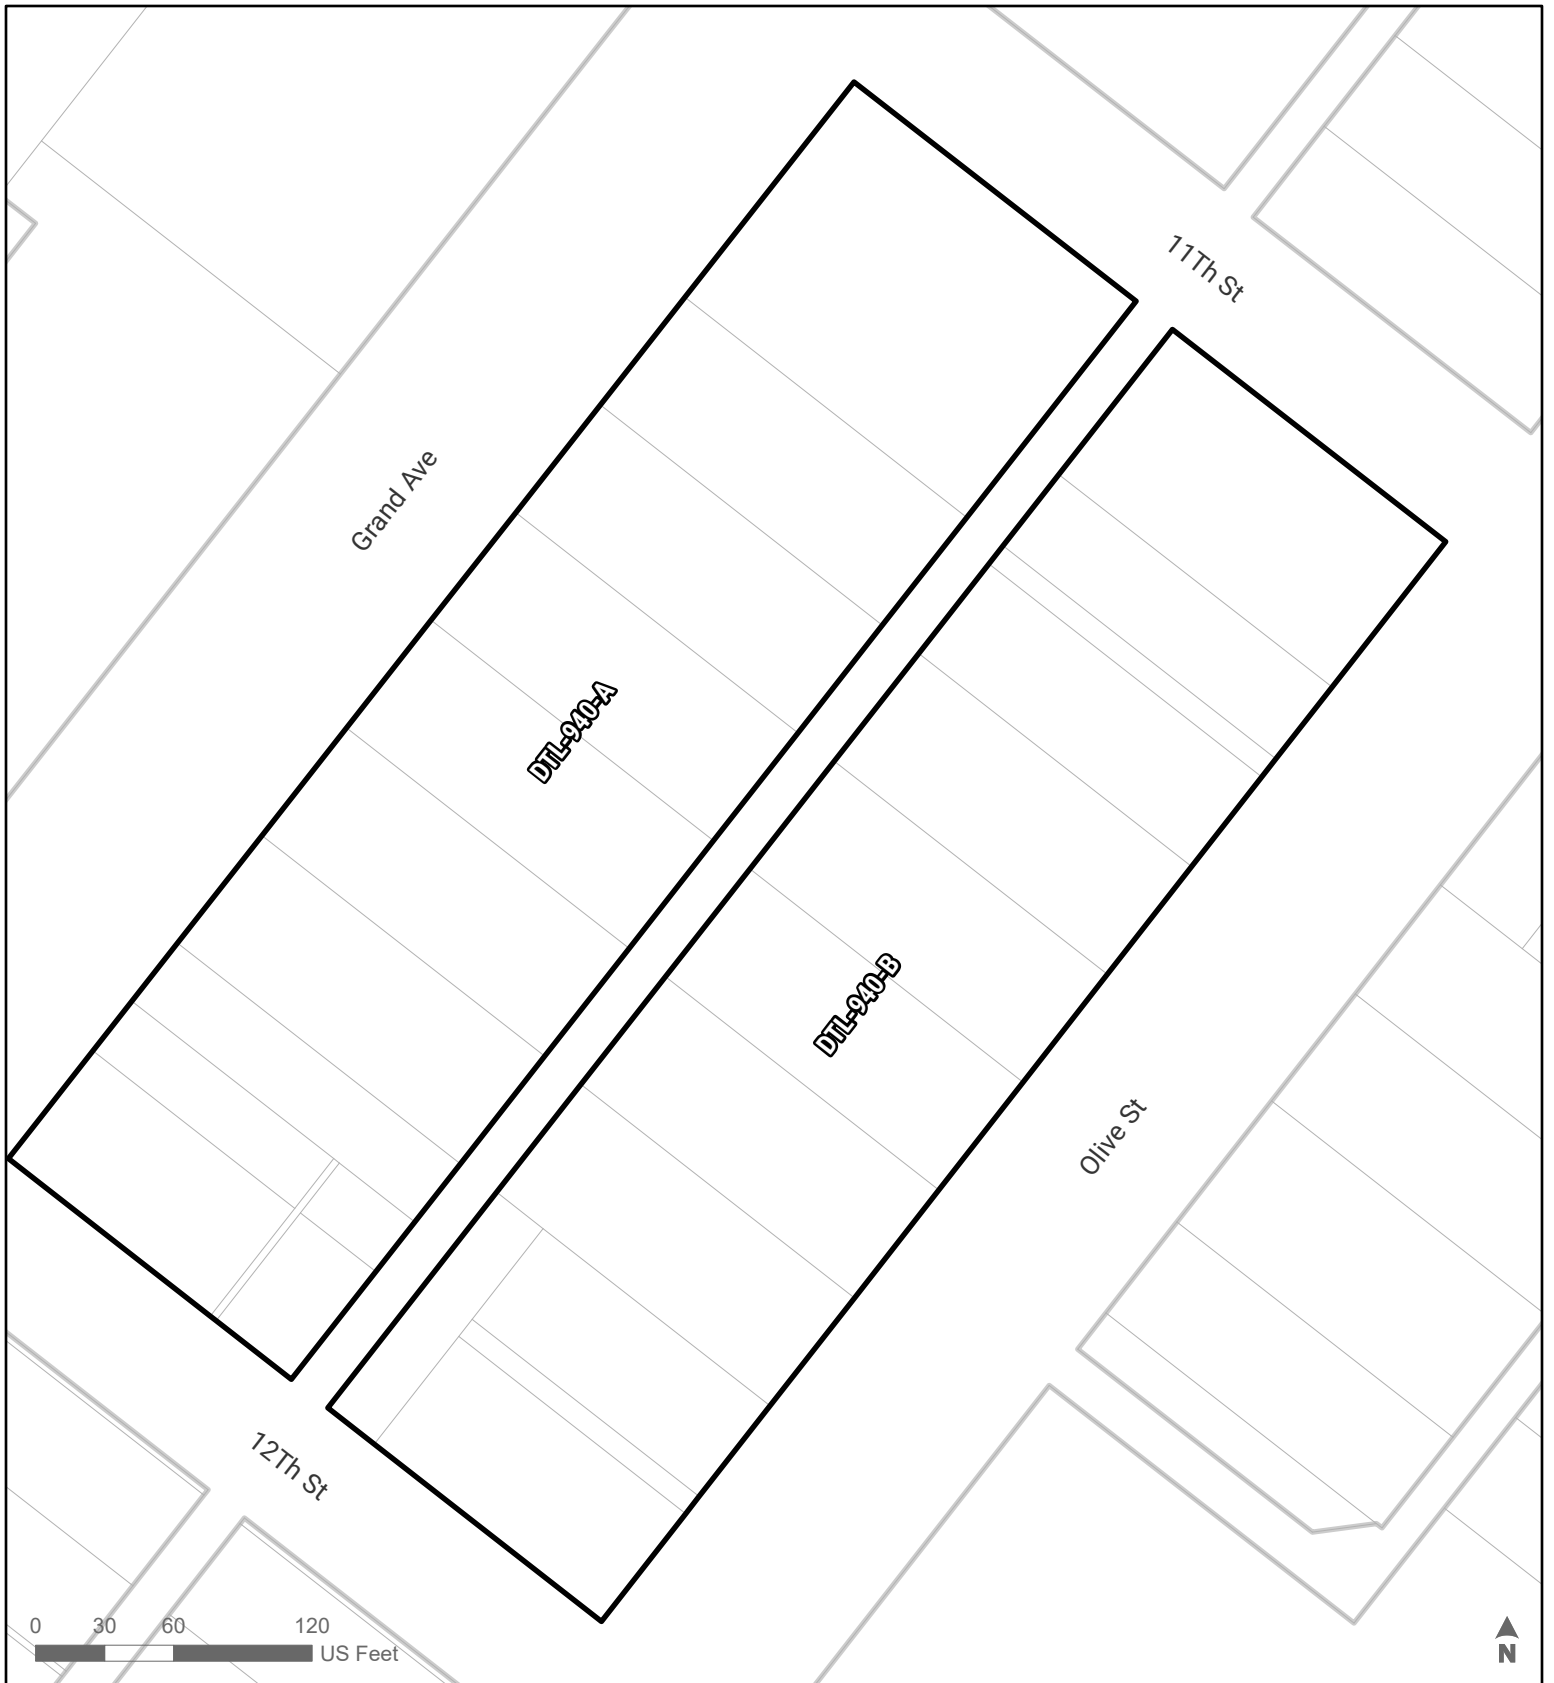 11Th St
Grand Ave
DTL-940-A
DTL-940-B
Olive St
12Th St
0 30 60 120
US Feet
N